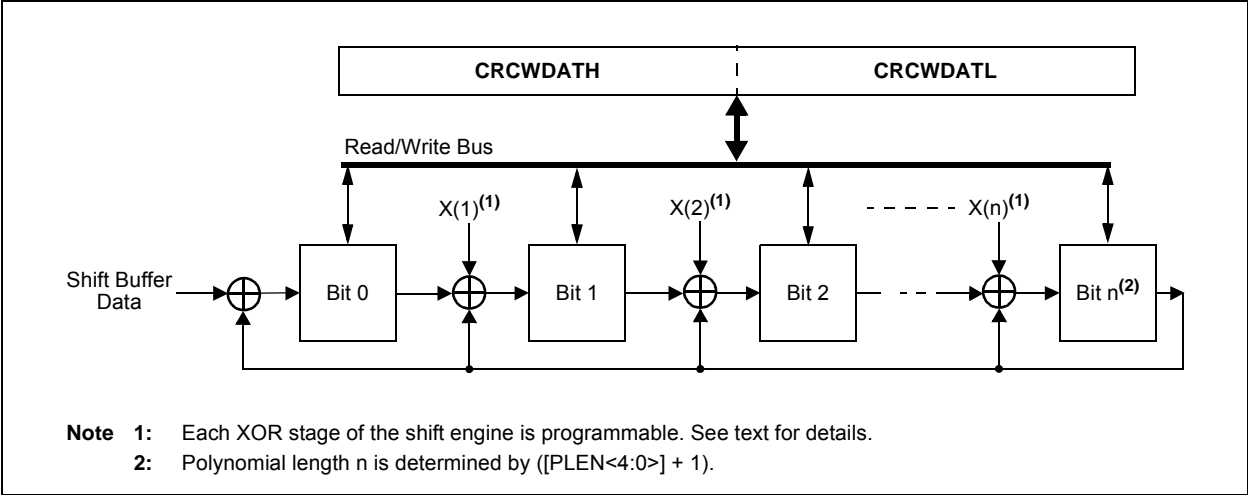 CRCWDATH CRCWDATL
Read/Write Bus
X(1)(1) X(2)(1) X(n)(1)
Shift Buffer
Data
Bit 0 Bit 1 Bit 2 Bit n(2)
Note 1: Each XOR stage of the shift engine is programmable. See text for details.
2: Polynomial length n is determined by ([PLEN<4:0>] + 1).